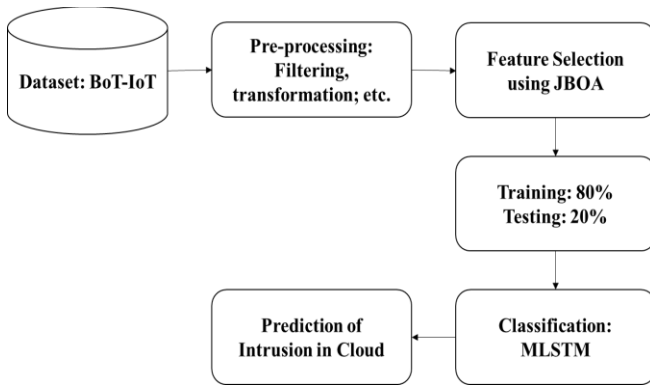 Dataset: BoT-IoT
Pre-processing:
Filtering,
transformation; etc.
Feature Selection
using JBOA
Training: 80%
Testing: 20%
Classification:
MLSTM
Prediction of
Intrusion in Cloud